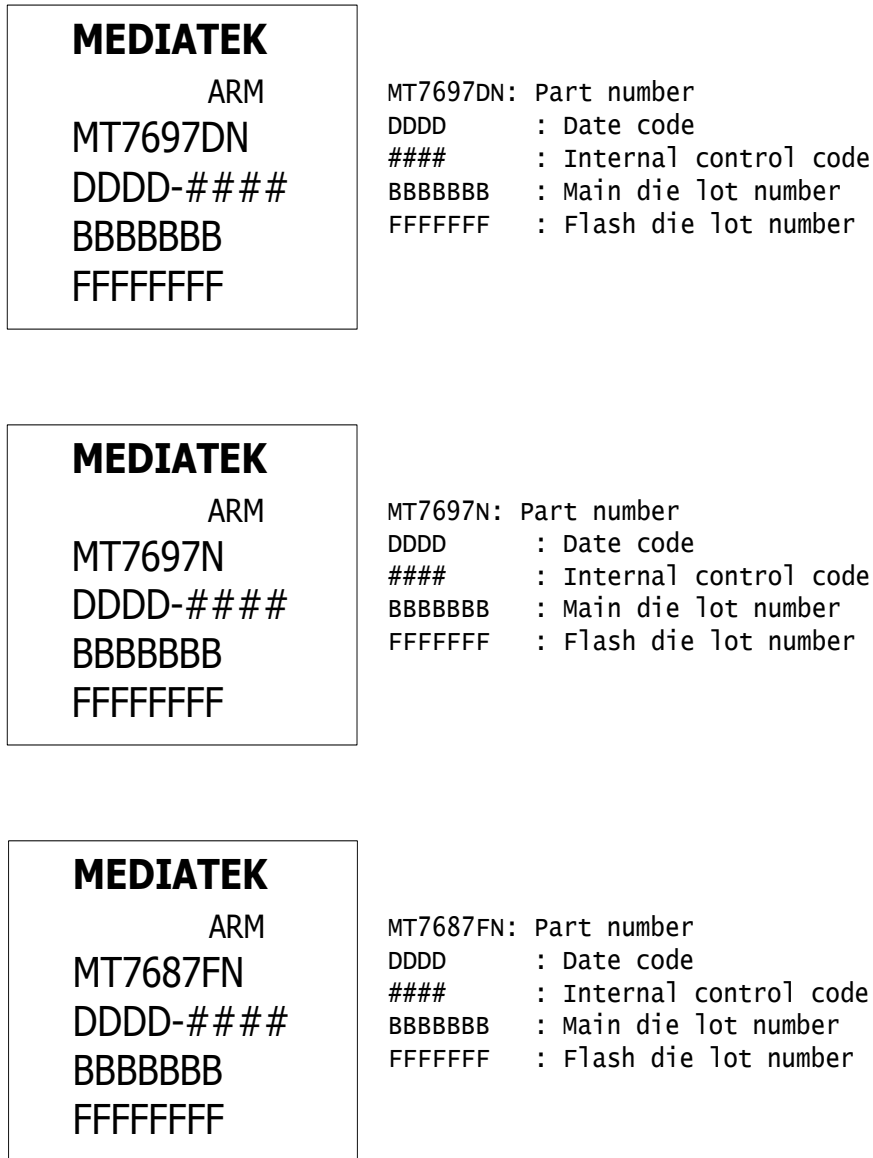 MEDIATEK
ARM
MT7697DN
DDDD-####
BBBBBBB
FFFFFFFF
MT7697DN: Part number
DDDD : Date code
#### : Internal control code
BBBBBBB : Main die lot number
FFFFFFF : Flash die lot number
MEDIATEK
ARM
MT7697N
DDDD-####
BBBBBBB
FFFFFFFF
MT7697N: Part number
DDDD : Date code
#### : Internal control code
BBBBBBB : Main die lot number
FFFFFFF : Flash die lot number
MEDIATEK
ARM
MT7687FN
DDDD-####
BBBBBBB
FFFFFFFF
MT7687FN: Part number
DDDD : Date code
#### : Internal control code
BBBBBBB : Main die lot number
FFFFFFF : Flash die lot number